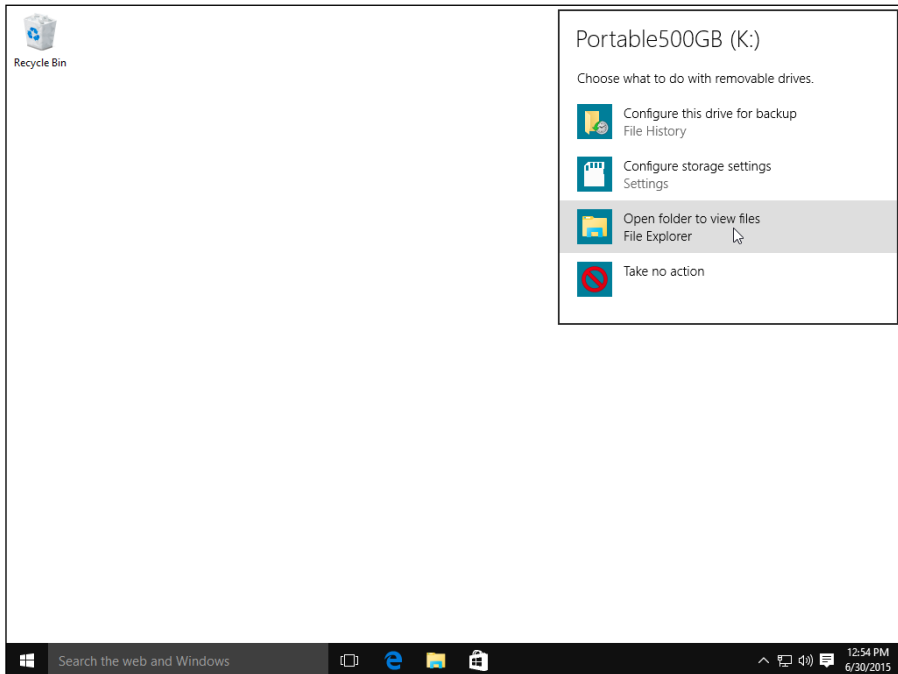 Recycle Bin
Portable500GB (K:)
Choose what to do with removable drives.
Configure this drive for backup
File History
Configure storage settings
Settings
Open folder to view files
File Explorer
Take no action
Search the web and Windows
12:54 PM
6/30/2015